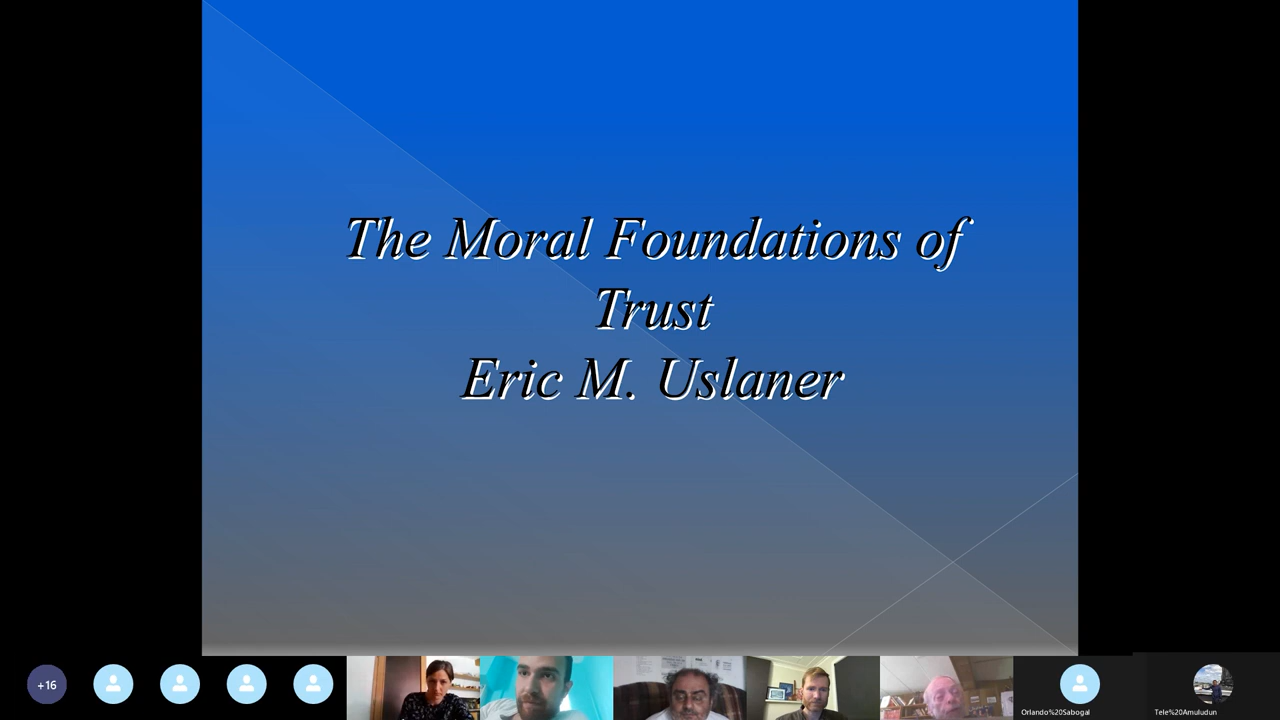 The Moral Foundations of
Trust
Eric M. Uslaner
+16
Orlando%20Sabogal
Tele%20Amuludun